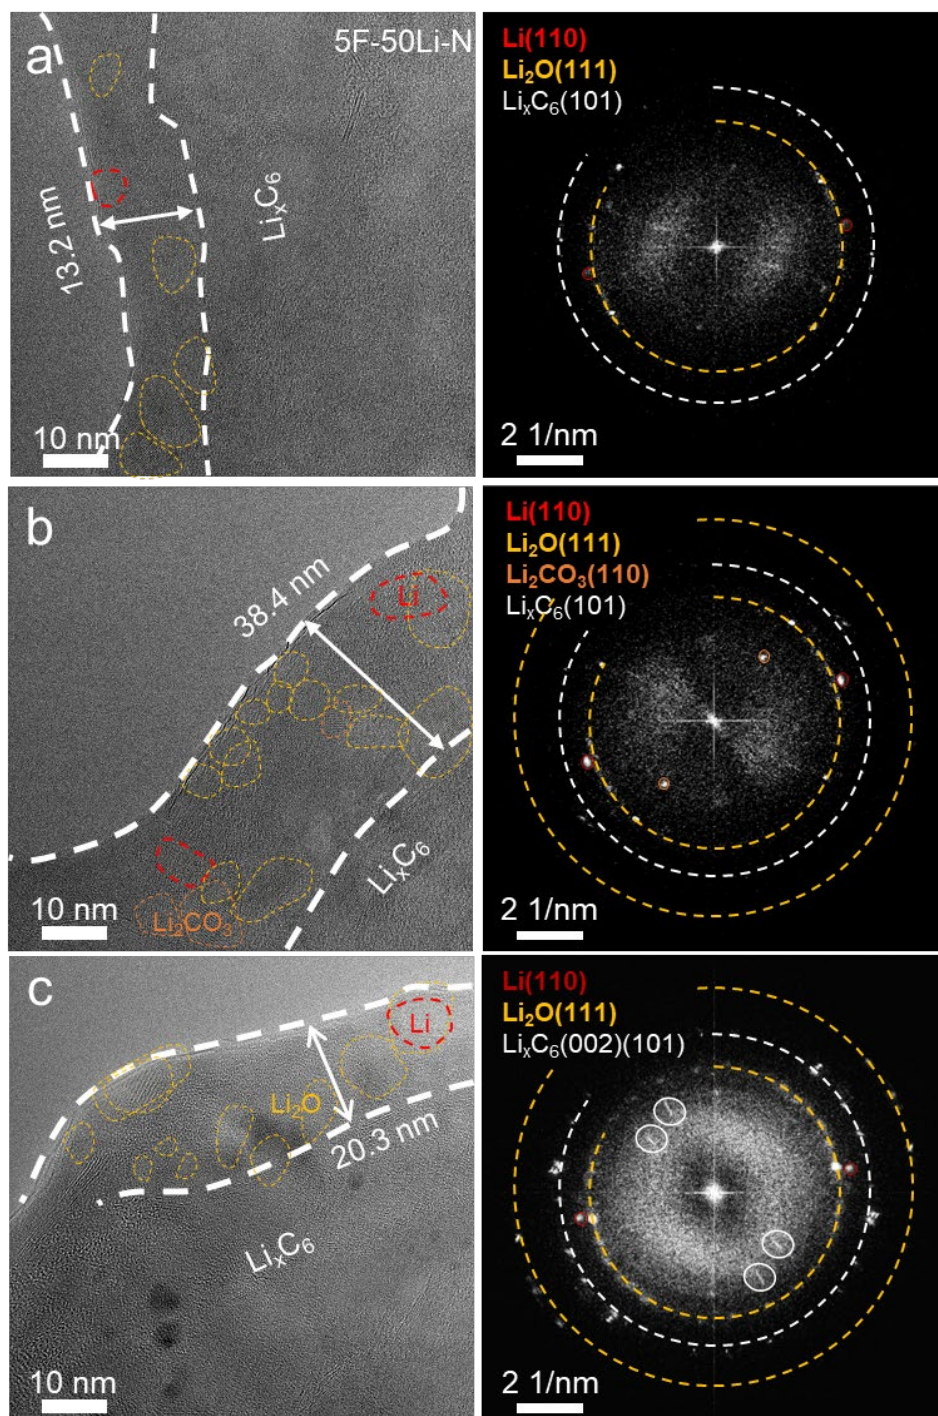 a
5F-50Li-N
13.2 nm
LiₓC₆
10 nm
Li(110)
Li₂O(111)
LiₓC₆(101)
2 1/nm
b
38.4 nm
Li
Li₂CO₃
LiₓC₆
10 nm
Li(110)
Li₂O(111)
Li₂CO₃(110)
LiₓC₆(101)
2 1/nm
c
Li
Li₂O
20.3 nm
LiₓC₆
10 nm
Li(110)
Li₂O(111)
LiₓC₆(002)(101)
2 1/nm